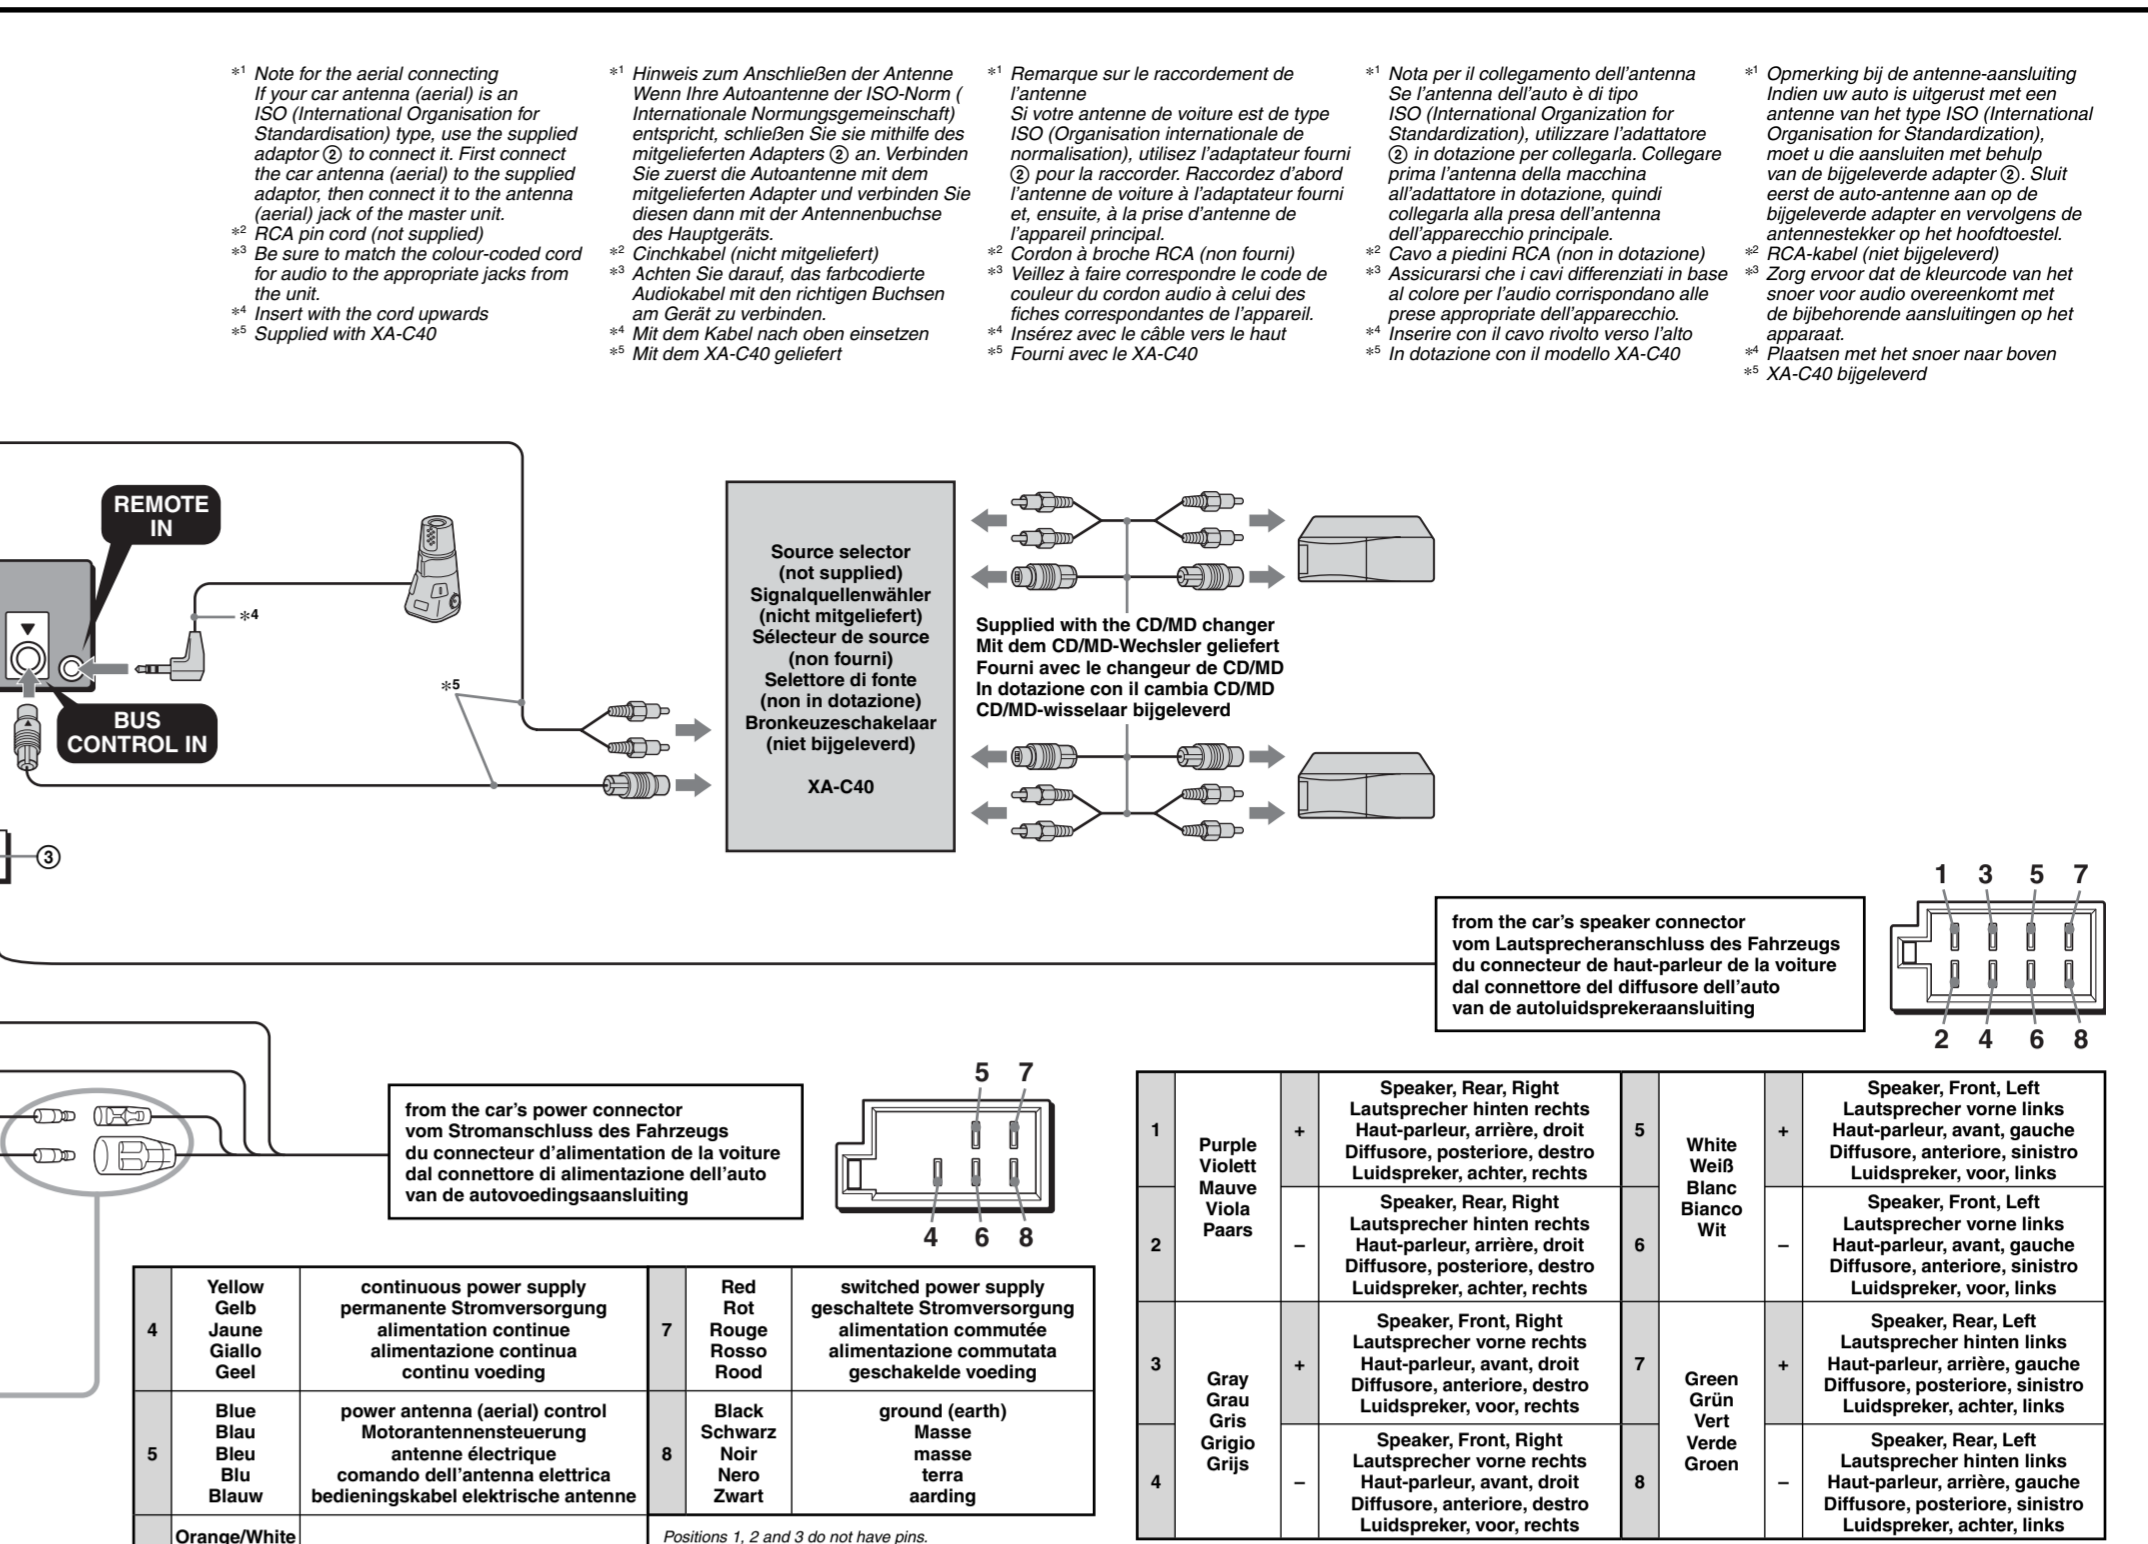 *1 Note for the aerial connecting
If your car antenna (aerial) is an
ISO (International Organisation for
Standardisation) type, use the supplied
adaptor ② to connect it. First connect
the car antenna (aerial) to the supplied
adaptor, then connect it to the antenna
(aerial) jack of the master unit.
*2 RCA pin cord (not supplied)
*3 Be sure to match the colour-coded cord
for audio to the appropriate jacks from
the unit.
*4 Insert with the cord upwards
*5 Supplied with XA-C40
*1 Hinweis zum Anschließen der Antenne
Wenn Ihre Autoantenne der ISO-Norm (
Internationale Normungsgemeinschaft)
entspricht, schließen Sie sie mithilfe des
mitgelieferten Adapters ② an. Verbinden
Sie zuerst die Autoantenne mit dem
mitgelieferten Adapter und verbinden Sie
diesen dann mit der Antennenbuchse
des Hauptgeräts.
*2 Cinchkabel (nicht mitgeliefert)
*3 Achten Sie darauf, das farbcodierte
Audiokabel mit den richtigen Buchsen
am Gerät zu verbinden.
*4 Mit dem Kabel nach oben einsetzen
*5 Mit dem XA-C40 geliefert
*1 Remarque sur le raccordement de
l'antenne
Si votre antenne de voiture est de type
ISO (Organisation internationale de
normalisation), utilisez l'adaptateur fourni
② pour la raccorder. Raccordez d'abord
l'antenne de voiture à l'adaptateur fourni
et, ensuite, à la prise d'antenne de
l'appareil principal.
*2 Cordon à broche RCA (non fourni)
*3 Veillez à faire correspondre le code de
couleur du cordon audio à celui des
fiches correspondantes de l'appareil.
*4 Insérez avec le câble vers le haut
*5 Fourni avec le XA-C40
*1 Nota per il collegamento dell'antenna
Se l'antenna dell'auto è di tipo
ISO (International Organization for
Standardization), utilizzare l'adattatore
② in dotazione per collegarla. Collegare
prima l'antenna della macchina
all'adattatore in dotazione, quindi
collegarla alla presa dell'antenna
dell'apparecchio principale.
*2 Cavo a piedini RCA (non in dotazione)
*3 Assicurarsi che i cavi differenziati in base
al colore per l'audio corrispondano alle
prese appropriate dell'apparecchio.
*4 Inserire con il cavo rivolto verso l'alto
*5 In dotazione con il modello XA-C40
*1 Opmerking bij de antenne-aansluiting
Indien uw auto is uitgerust met een
antenne van het type ISO (International
Organisation for Standardization),
moet u die aansluiten met behulp
van de bijgeleverde adapter ②. Sluit
eerst de auto-antenne aan op de
bijgeleverde adapter en vervolgens de
antennestekker op het hoofdtoestel.
*2 RCA-kabel (niet bijgeleverd)
*3 Zorg ervoor dat de kleurcode van het
snoer voor audio overeenkomt met
de bijbehorende aansluitingen op het
apparaat.
*4 Plaatsen met het snoer naar boven
*5 XA-C40 bijgeleverd
REMOTE
IN
*4
BUS
CONTROL IN
*5
Source selector
(not supplied)
Signalquellenwähler
(nicht mitgeliefert)
Sélecteur de source
(non fourni)
Selettore di fonte
(non in dotazione)
Bronkeuzeschakelaar
(niet bijgeleverd)
XA-C40
Supplied with the CD/MD changer
Mit dem CD/MD-Wechsler geliefert
Fourni avec le changeur de CD/MD
In dotazione con il cambia CD/MD
CD/MD-wisselaar bijgeleverd
③
from the car's speaker connector
vom Lautsprecheranschluss des Fahrzeugs
du connecteur de haut-parleur de la voiture
dal connettore del diffusore dell'auto
van de autoluidsprekeraansluiting
1 3 5 7
2 4 6 8
from the car's power connector
vom Stromanschluss des Fahrzeugs
du connecteur d'alimentation de la voiture
dal connettore di alimentazione dell'auto
van de autovoedingsaansluiting
5 7
4 6 8
4
Yellow
Gelb
Jaune
Giallo
Geel
continuous power supply
permanente Stromversorgung
alimentation continue
alimentazione continua
continu voeding
7
Red
Rot
Rouge
Rosso
Rood
switched power supply
geschaltete Stromversorgung
alimentation commutée
alimentazione commutata
geschakelde voeding
5
Blue
Blau
Bleu
Blu
Blauw
power antenna (aerial) control
Motorantennensteuerung
antenne électrique
comando dell'antenna elettrica
bedieningskabel elektrische antenne
8
Black
Schwarz
Noir
Nero
Zwart
ground (earth)
Masse
masse
terra
aarding
Orange/White
Positions 1, 2 and 3 do not have pins.
1
Purple
Violett
Mauve
Viola
Paars
+
Speaker, Rear, Right
Lautsprecher hinten rechts
Haut-parleur, arrière, droit
Diffusore, posteriore, destro
Luidspreker, achter, rechts
2
–
Speaker, Rear, Right
Lautsprecher hinten rechts
Haut-parleur, arrière, droit
Diffusore, posteriore, destro
Luidspreker, achter, rechts
3
Gray
Grau
Gris
Grigio
Grijs
+
Speaker, Front, Right
Lautsprecher vorne rechts
Haut-parleur, avant, droit
Diffusore, anteriore, destro
Luidspreker, voor, rechts
4
–
Speaker, Front, Right
Lautsprecher vorne rechts
Haut-parleur, avant, droit
Diffusore, anteriore, destro
Luidspreker, voor, rechts
5
White
Weiß
Blanc
Bianco
Wit
+
Speaker, Front, Left
Lautsprecher vorne links
Haut-parleur, avant, gauche
Diffusore, anteriore, sinistro
Luidspreker, voor, links
6
–
Speaker, Front, Left
Lautsprecher vorne links
Haut-parleur, avant, gauche
Diffusore, anteriore, sinistro
Luidspreker, voor, links
7
Green
Grün
Vert
Verde
Groen
+
Speaker, Rear, Left
Lautsprecher hinten links
Haut-parleur, arrière, gauche
Diffusore, posteriore, sinistro
Luidspreker, achter, links
8
–
Speaker, Rear, Left
Lautsprecher hinten links
Haut-parleur, arrière, gauche
Diffusore, posteriore, sinistro
Luidspreker, achter, links